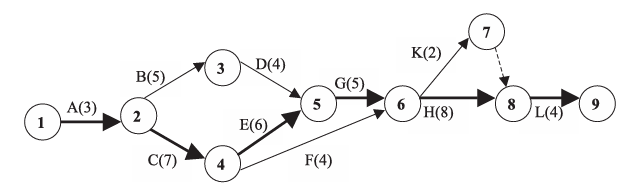 7
K(2)
3
D(4)
B(5)
G(5)
A(3)
1
2
5
6
8
9
E(6)
H(8)
L(4)
C(7)
4
F(4)